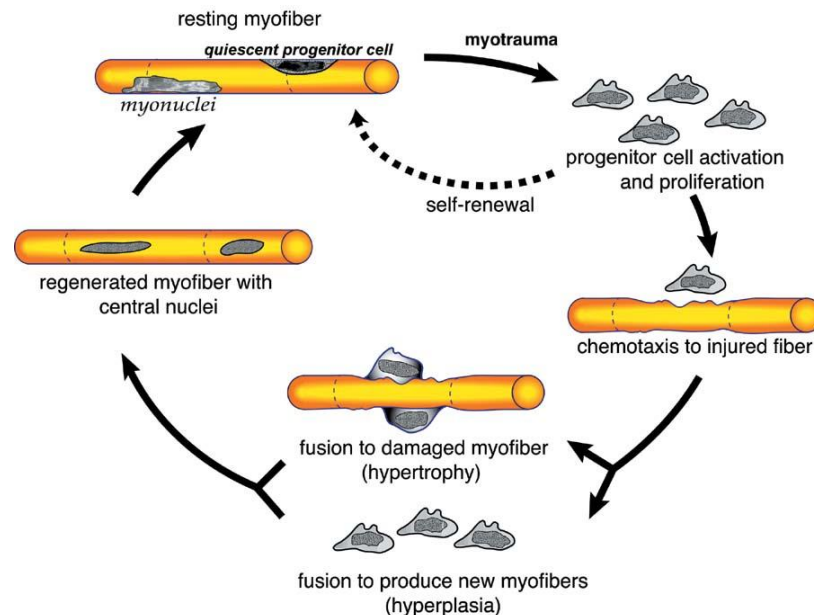 resting myofiber
quiescent progenitor cell
myonuclei
myotrauma
progenitor cell activation
and proliferation
self-renewal
chemotaxis to injured fiber
fusion to damaged myofiber
(hypertrophy)
fusion to produce new myofibers
(hyperplasia)
regenerated myofiber with
central nuclei